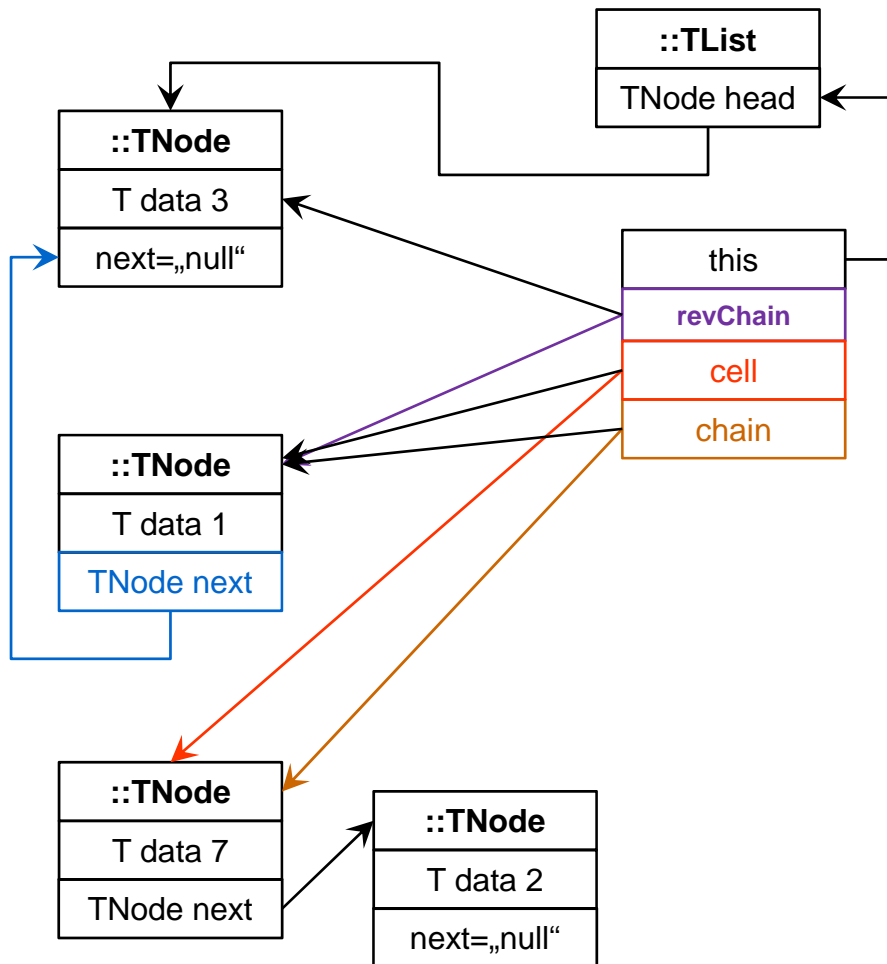 ::TList
TNode head
::TNode
T data 3
next=„null“
this
revChain
cell
chain
::TNode
T data 1
TNode next
::TNode
T data 7
TNode next
::TNode
T data 2
next=„null“